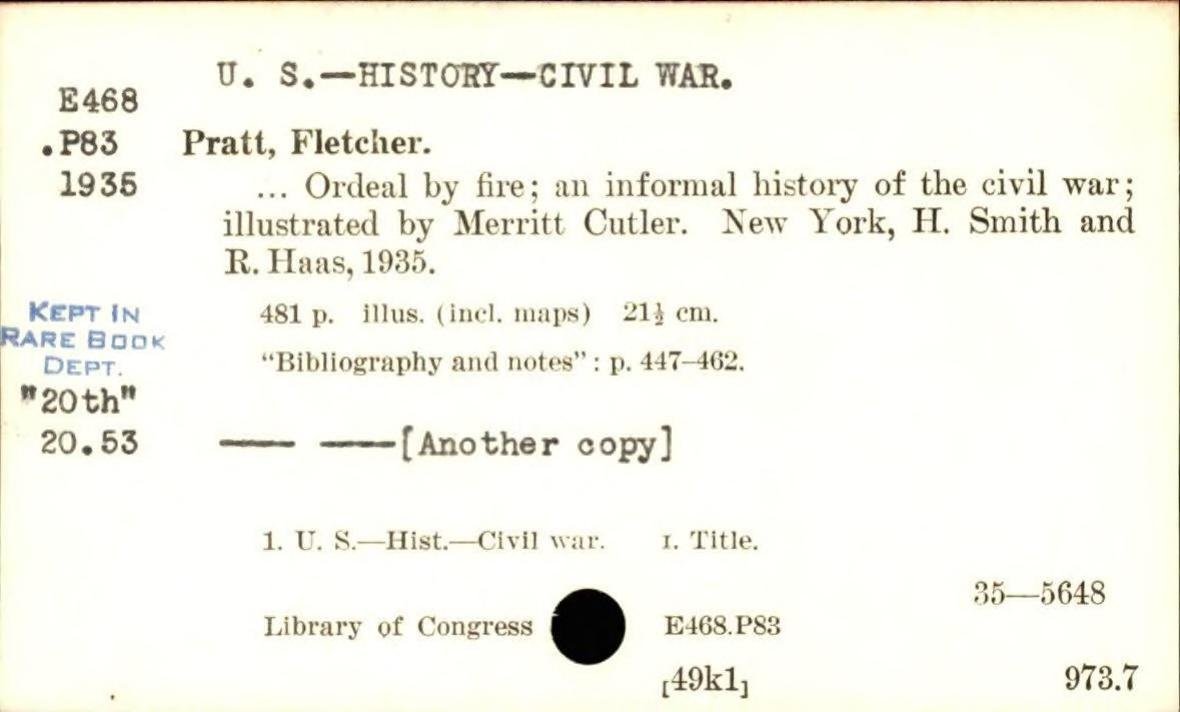 U. S.—HISTORY—CIVIL WAR.
E468
.P83 Pratt, Fletcher.
1935 ... Ordeal by fire; an informal history of the civil war;
illustrated by Merritt Cutler. New York, H. Smith and
R. Haas, 1935.
KEPT IN 481 p. illus. (incl. maps) 21½ cm.
RARE BOOK
DEPT. "Bibliography and notes": p. 447–462.
"20th"
20.53 —— ——[Another copy]
1. U. S.—Hist.—Civil war. I. Title.
35—5648
Library of Congress E468.P83
[49k1] 973.7